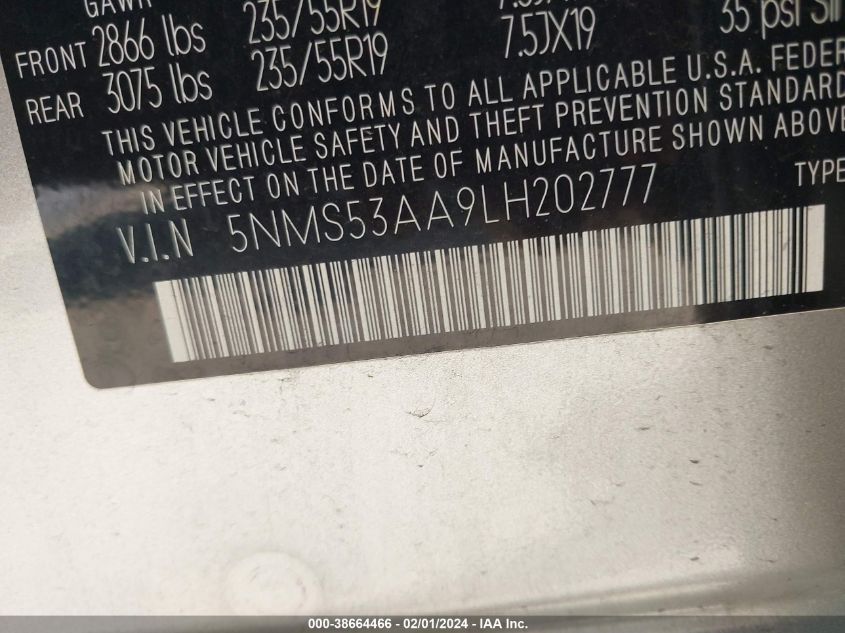 GAWR
FRONT 2866 lbs 235/55R19 7.5JX19 35 psi
REAR 3075 lbs 235/55R19 7.5JX19
THIS VEHICLE CONFORMS TO ALL APPLICABLE U.S.A. FEDER
MOTOR VEHICLE SAFETY AND THEFT PREVENTION STANDARD
IN EFFECT ON THE DATE OF MANUFACTURE SHOWN ABOVE
V.I.N 5NMS53AA9LH202777 TYPE
000-38664466 - 02/01/2024 - IAA Inc.